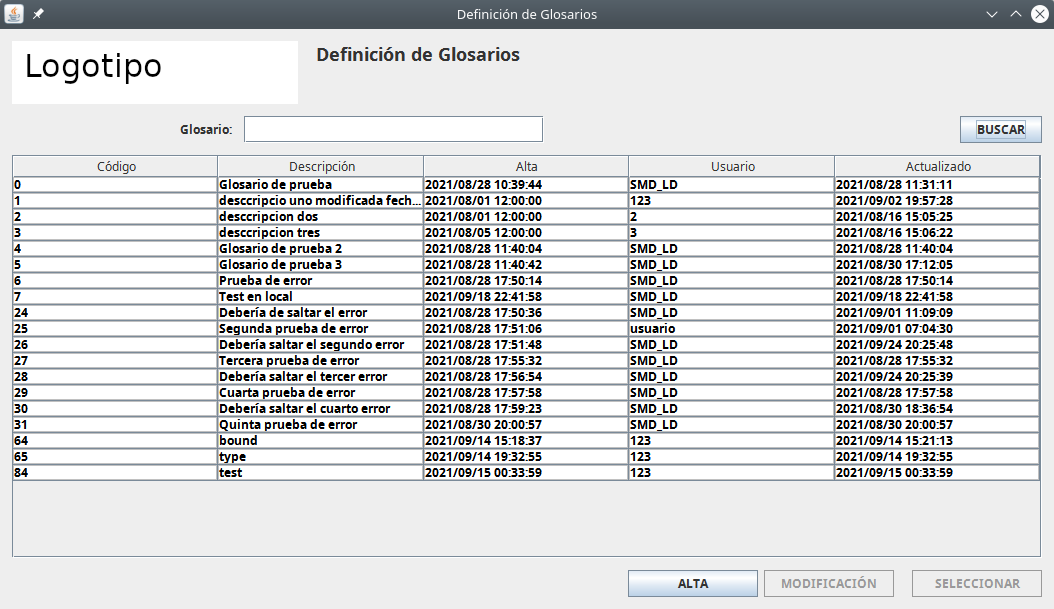 Definición de Glosarios
Logotipo
Definición de Glosarios
Glosario:
BUSCAR
Código Descripción Alta Usuario Actualizado
0 Glosario de prueba 2021/08/28 10:39:44 SMD_LD 2021/08/28 11:31:11
1 desccripcio uno modificada fech... 2021/08/01 12:00:00 123 2021/09/02 19:57:28
2 desccripcion dos 2021/08/01 12:00:00 2 2021/08/16 15:05:25
3 desccripcion tres 2021/08/05 12:00:00 3 2021/08/16 15:06:22
4 Glosario de prueba 2 2021/08/28 11:40:04 SMD_LD 2021/08/28 11:40:04
5 Glosario de prueba 3 2021/08/28 11:40:42 SMD_LD 2021/08/30 17:12:05
6 Prueba de error 2021/08/28 17:50:14 SMD_LD 2021/08/28 17:50:14
7 Test en local 2021/09/18 22:41:58 SMD_LD 2021/09/18 22:41:58
24 Debería de saltar el error 2021/08/28 17:50:36 SMD_LD 2021/09/01 11:09:09
25 Segunda prueba de error 2021/08/28 17:51:06 usuario 2021/09/01 07:04:30
26 Debería saltar el segundo error 2021/08/28 17:51:48 SMD_LD 2021/09/24 20:25:48
27 Tercera prueba de error 2021/08/28 17:55:32 SMD_LD 2021/08/28 17:55:32
28 Debería saltar el tercer error 2021/08/28 17:56:54 SMD_LD 2021/09/24 20:25:39
29 Cuarta prueba de error 2021/08/28 17:57:58 SMD_LD 2021/08/28 17:57:58
30 Debería saltar el cuarto error 2021/08/28 17:59:23 SMD_LD 2021/08/30 18:36:54
31 Quinta prueba de error 2021/08/30 20:00:57 SMD_LD 2021/08/30 20:00:57
64 bound 2021/09/14 15:18:37 123 2021/09/14 15:21:13
65 type 2021/09/14 19:32:55 123 2021/09/14 19:32:55
84 test 2021/09/15 00:33:59 123 2021/09/15 00:33:59
ALTA MODIFICACIÓN SELECCIONAR